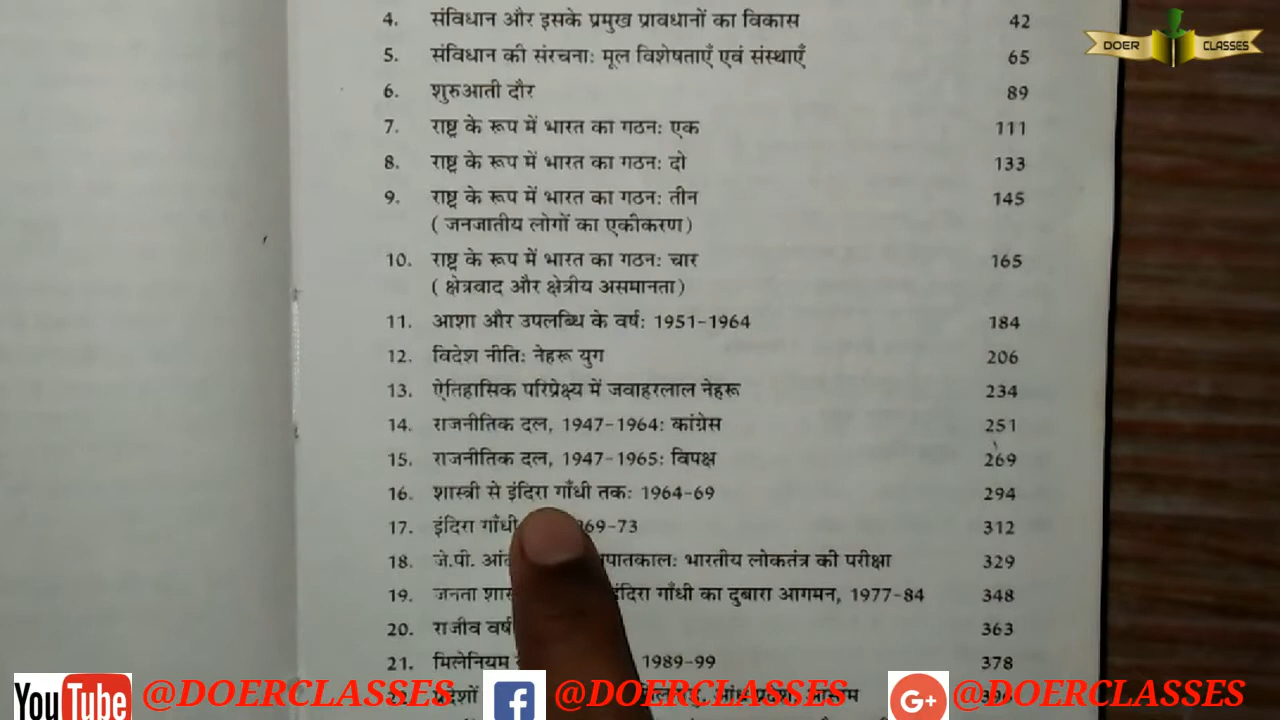 4. संविधान और इसके प्रमुख प्रावधानों का विकास 42
DOER CLASSES
5. संविधान की संरचना: मूल विशेषताएँ एवं संस्थाएँ 65
6. शुरुआती दौर 89
7. राष्ट्र के रूप में भारत का गठन: एक 111
8. राष्ट्र के रूप में भारत का गठन: दो 133
9. राष्ट्र के रूप में भारत का गठन: तीन 145
( जनजातीय लोगों का एकीकरण )
10. राष्ट्र के रूप में भारत का गठन: चार 165
( क्षेत्रवाद और क्षेत्रीय असमानता )
11. आशा और उपलब्धि के वर्ष: 1951-1964 184
12. विदेश नीति: नेहरू युग 206
13. ऐतिहासिक परिप्रेक्ष्य में जवाहरलाल नेहरू 234
14. राजनीतिक दल, 1947-1964: कांग्रेस 251
15. राजनीतिक दल, 1947-1965: विपक्ष 269
16. शास्त्री से इंदिरा गाँधी तक: 1964-69 294
17. इंदिरा गाँधी 69-73 312
18. जे.पी. भारतीय लोकतंत्र की परीक्षा 329
19. जनता इंदिरा गाँधी का दुबारा आगमन, 1977-84 348
20. राजीव वर्ष 363
21. मिलेनियम 1989-99 378
आंध्र प्रदेश,
YouTube @DOERCLASSES f @DOERCLASSES G+ @DOERCLASSES